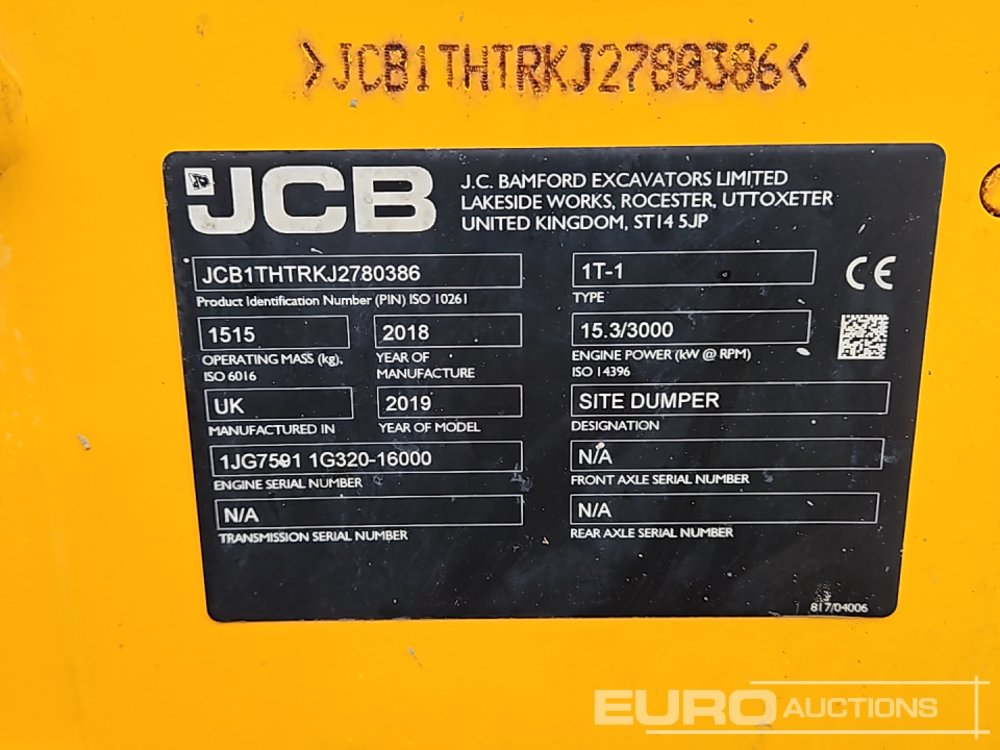 >JCB1THTRKJ2780386<
JCB
J.C. BAMFORD EXCAVATORS LIMITED
LAKESIDE WORKS, ROCESTER, UTTOXETER
UNITED KINGDOM, ST14 5JP
JCB1THTRKJ2780386
Product Identification Number (PIN) ISO 10261
1T-1
TYPE
CE
1515
OPERATING MASS (kg),
ISO 6016
2018
YEAR OF
MANUFACTURE
15.3/3000
ENGINE POWER (kW @ RPM)
ISO 14396
UK
MANUFACTURED IN
2019
YEAR OF MODEL
SITE DUMPER
DESIGNATION
1JG7591 1G320-16000
ENGINE SERIAL NUMBER
N/A
FRONT AXLE SERIAL NUMBER
N/A
TRANSMISSION SERIAL NUMBER
N/A
REAR AXLE SERIAL NUMBER
817/04006
EURO AUCTIONS